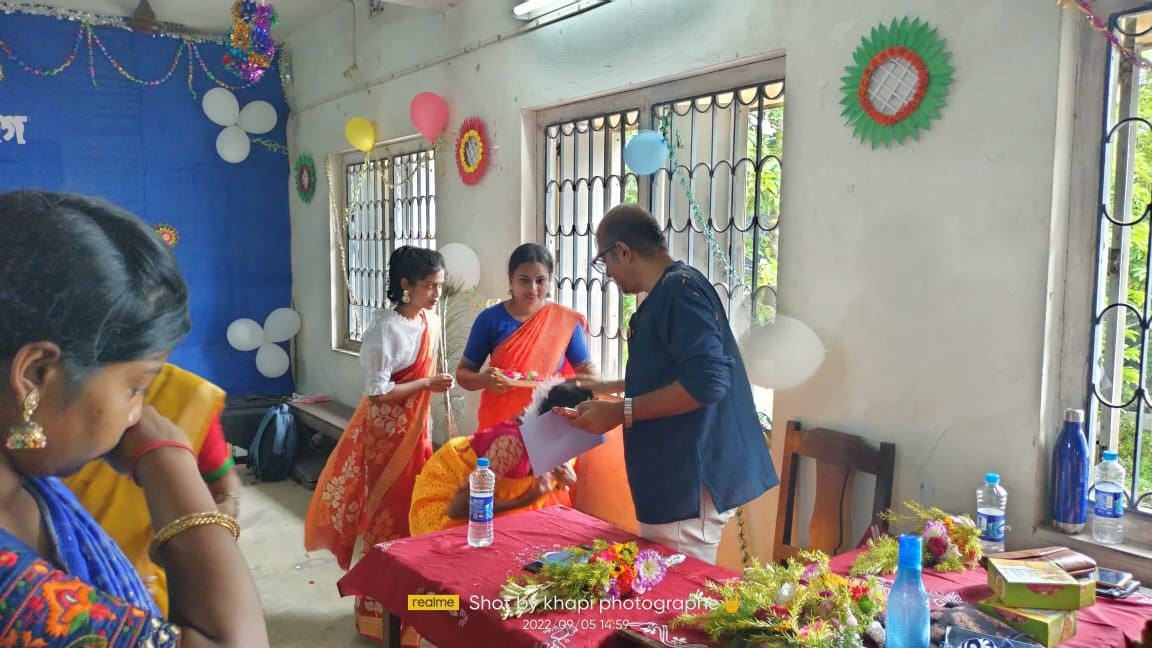 গে
realme Shot by khapi photographe
2022/09/05 14:59